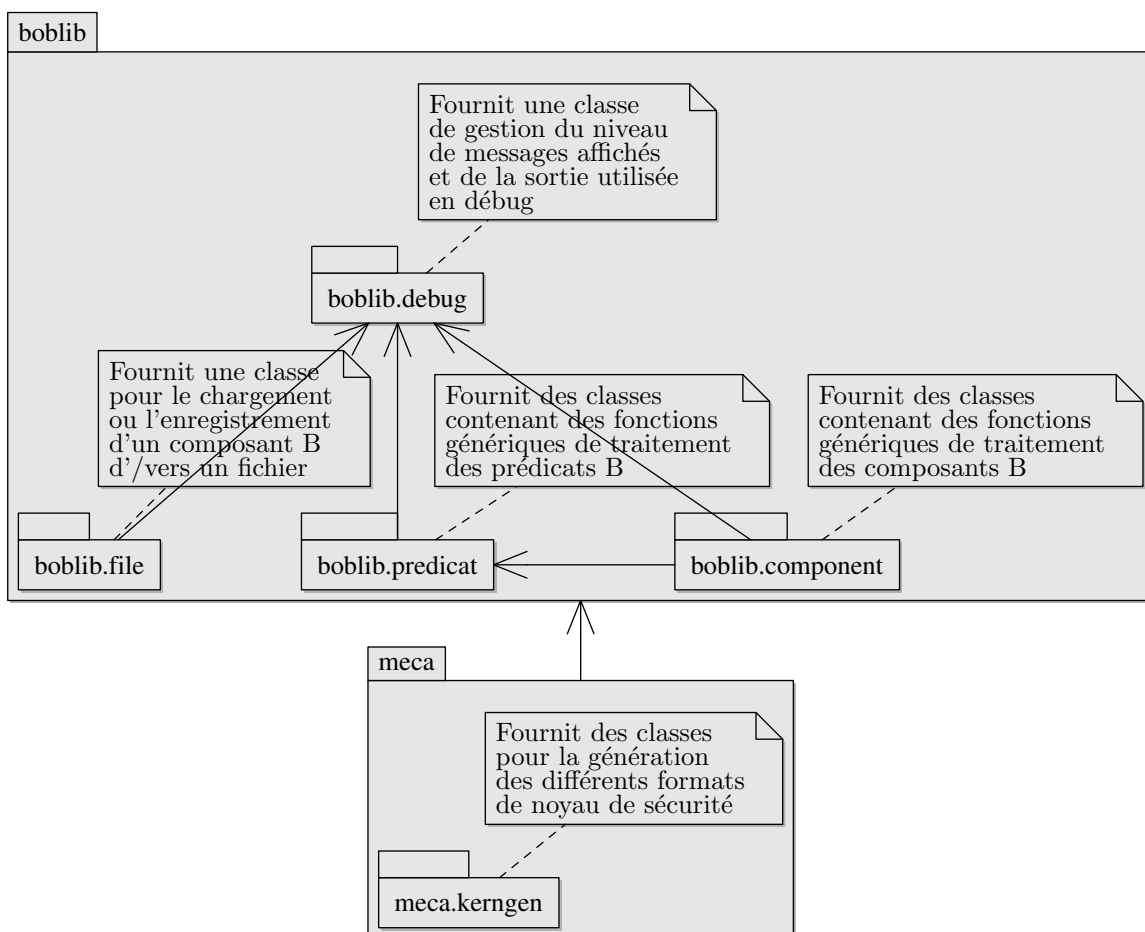 boblib
Fournit une classe
de gestion du niveau
de messages affichés
et de la sortie utilisée
en débug
boblib.debug
Fournit une classe
pour le chargement
ou l'enregistrement
d'un composant B
d'/vers un fichier
Fournit des classes
contenant des fonctions
génériques de traitement
des prédicats B
Fournit des classes
contenant des fonctions
génériques de traitement
des composants B
boblib.file
boblib.predicat
boblib.component
meca
Fournit des classes
pour la génération
des différents formats
de noyau de sécurité
meca.kerngen